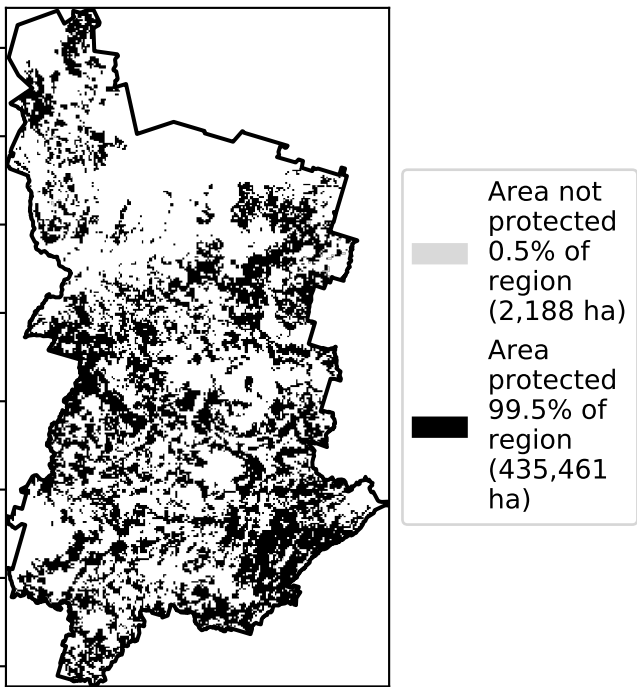 Area not
protected
0.5% of
region
(2,188 ha)
Area
protected
99.5% of
region
(435,461
ha)